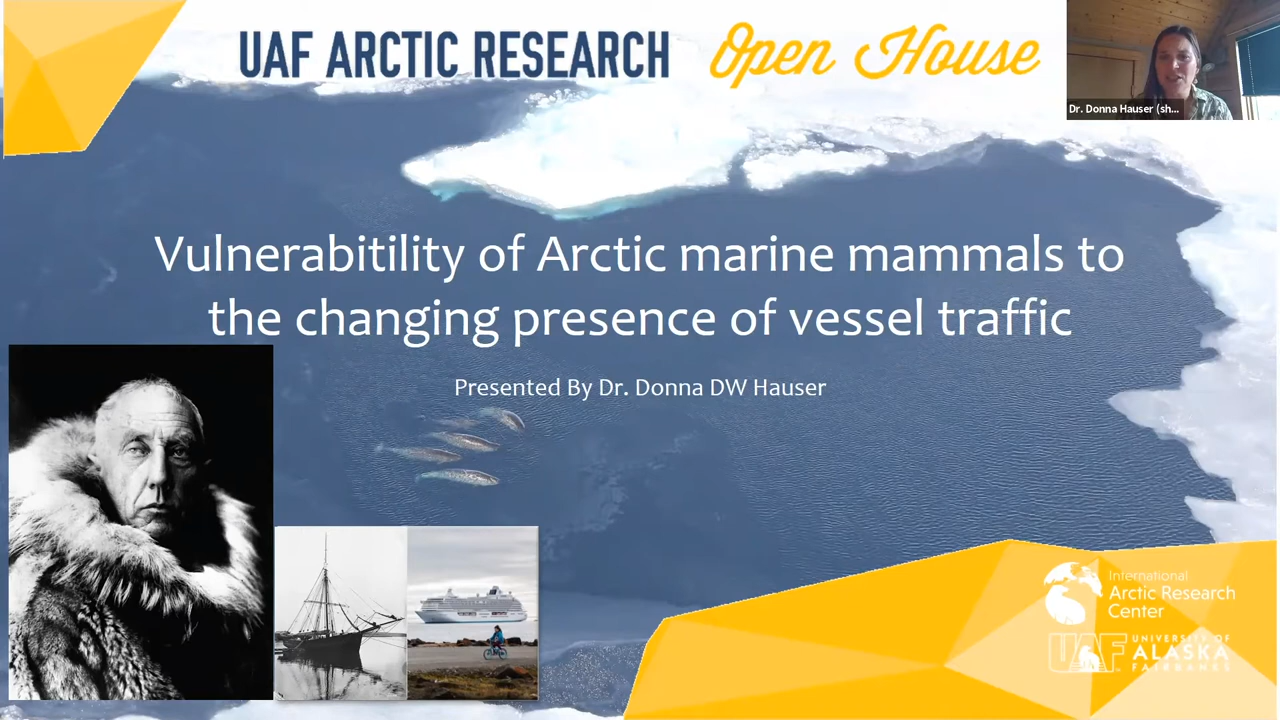 UAF ARCTIC RESEARCH Open House
Dr. Donna Hauser (sh...
Vulnerabitility of Arctic marine mammals to
the changing presence of vessel traffic
Presented By Dr. Donna DW Hauser
International
Arctic Research
Center
UAF UNIVERSITY OF
ALASKA
FAIRBANKS